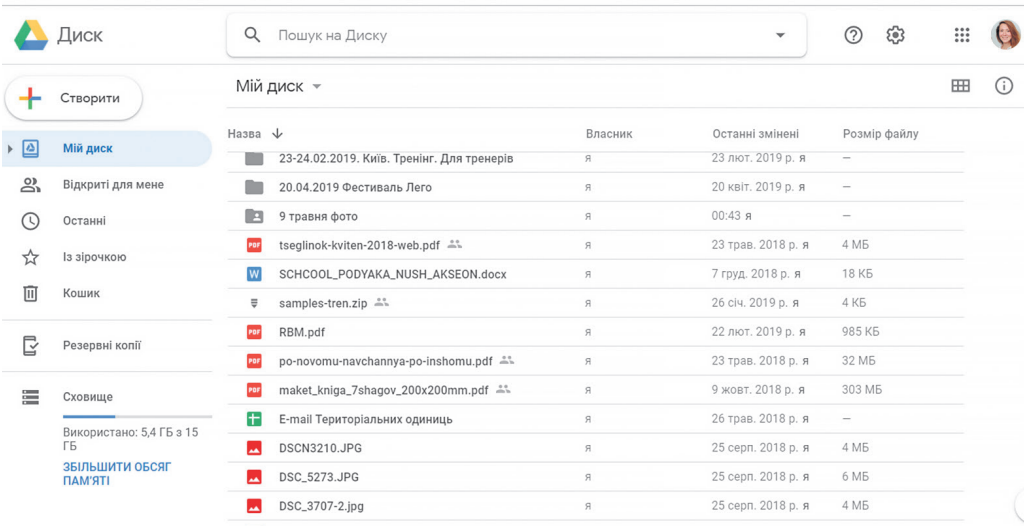 Диск
Пошук на Диску
Створити
Мій диск
Мій диск
Відкриті для мене
Останні
Із зірочкою
Кошик
Резервні копії
Сховище
Використано: 5,4 ГБ з 15
ГБ
ЗБІЛЬШИТИ ОБСЯГ
ПАМ'ЯТІ
Назва Власник Останні змінені Розмір файлу
23-24.02.2019. Київ. Тренінг. Для тренерів я 23 лют. 2019 р. я —
20.04.2019 Фестиваль Лего я 20 квіт. 2019 р. я —
9 травня фото я 00:43 я —
PDF tseglinok-kviten-2018-web.pdf я 23 трав. 2018 р. я 4 МБ
W SCHCOOL_PODYAKA_NUSH_AKSEON.docx я 7 груд. 2018 р. я 18 КБ
samples-tren.zip я 26 січ. 2019 р. я 4 КБ
PDF RBM.pdf я 22 лют. 2019 р. я 985 КБ
PDF po-novomu-navchannya-po-inshomu.pdf я 23 трав. 2018 р. я 32 МБ
PDF maket_kniga_7shagov_200x200mm.pdf я 9 жовт. 2018 р. я 303 МБ
E-mail Територіальних одиниць я 26 трав. 2018 р. я —
DSCN3210.JPG я 25 серп. 2018 р. я 4 МБ
DSC_5273.JPG я 25 серп. 2018 р. я 6 МБ
DSC_3707-2.jpg я 25 серп. 2018 р. я 4 МБ